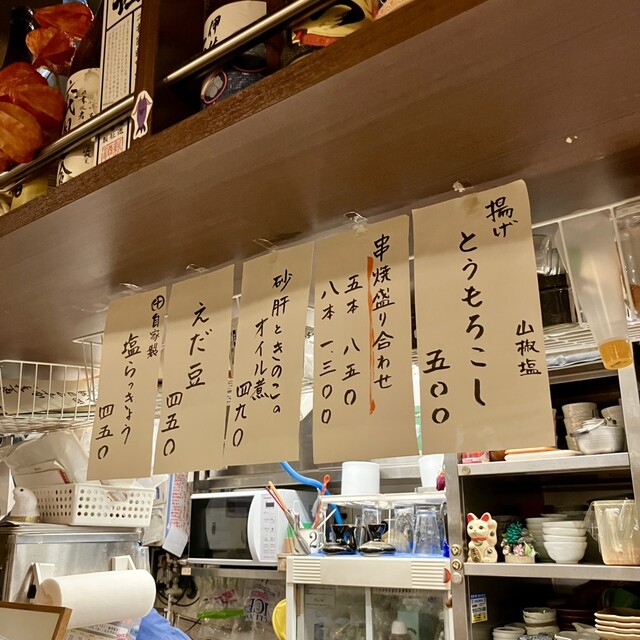 揚げ
とうもろこし
山椒塩
五〇〇
串焼盛り合わせ
五本 八五〇
八本 一.三〇〇
砂肝ときのこの
オイル煮
四九〇
えだ豆
四五〇
自家製
塩らっきょう
四五〇